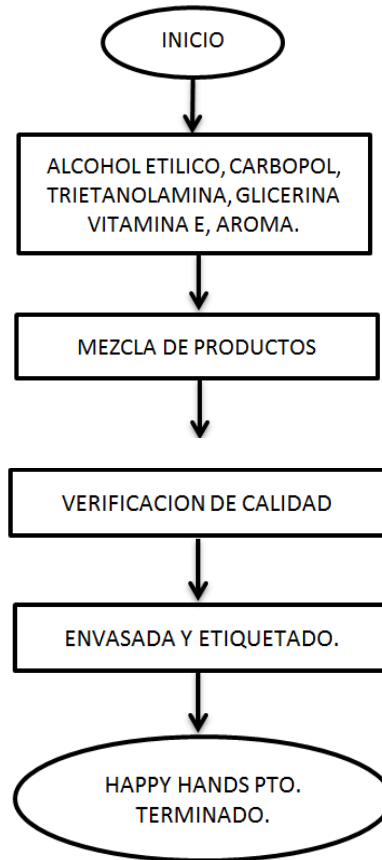 INICIO
ALCOHOL ETILICO, CARBOPOL,
TRIETANOLAMINA, GLICERINA
VITAMINA E, AROMA.
MEZCLA DE PRODUCTOS
VERIFICACION DE CALIDAD
ENVASADA Y ETIQUETADO.
HAPPY HANDS PTO.
TERMINADO.